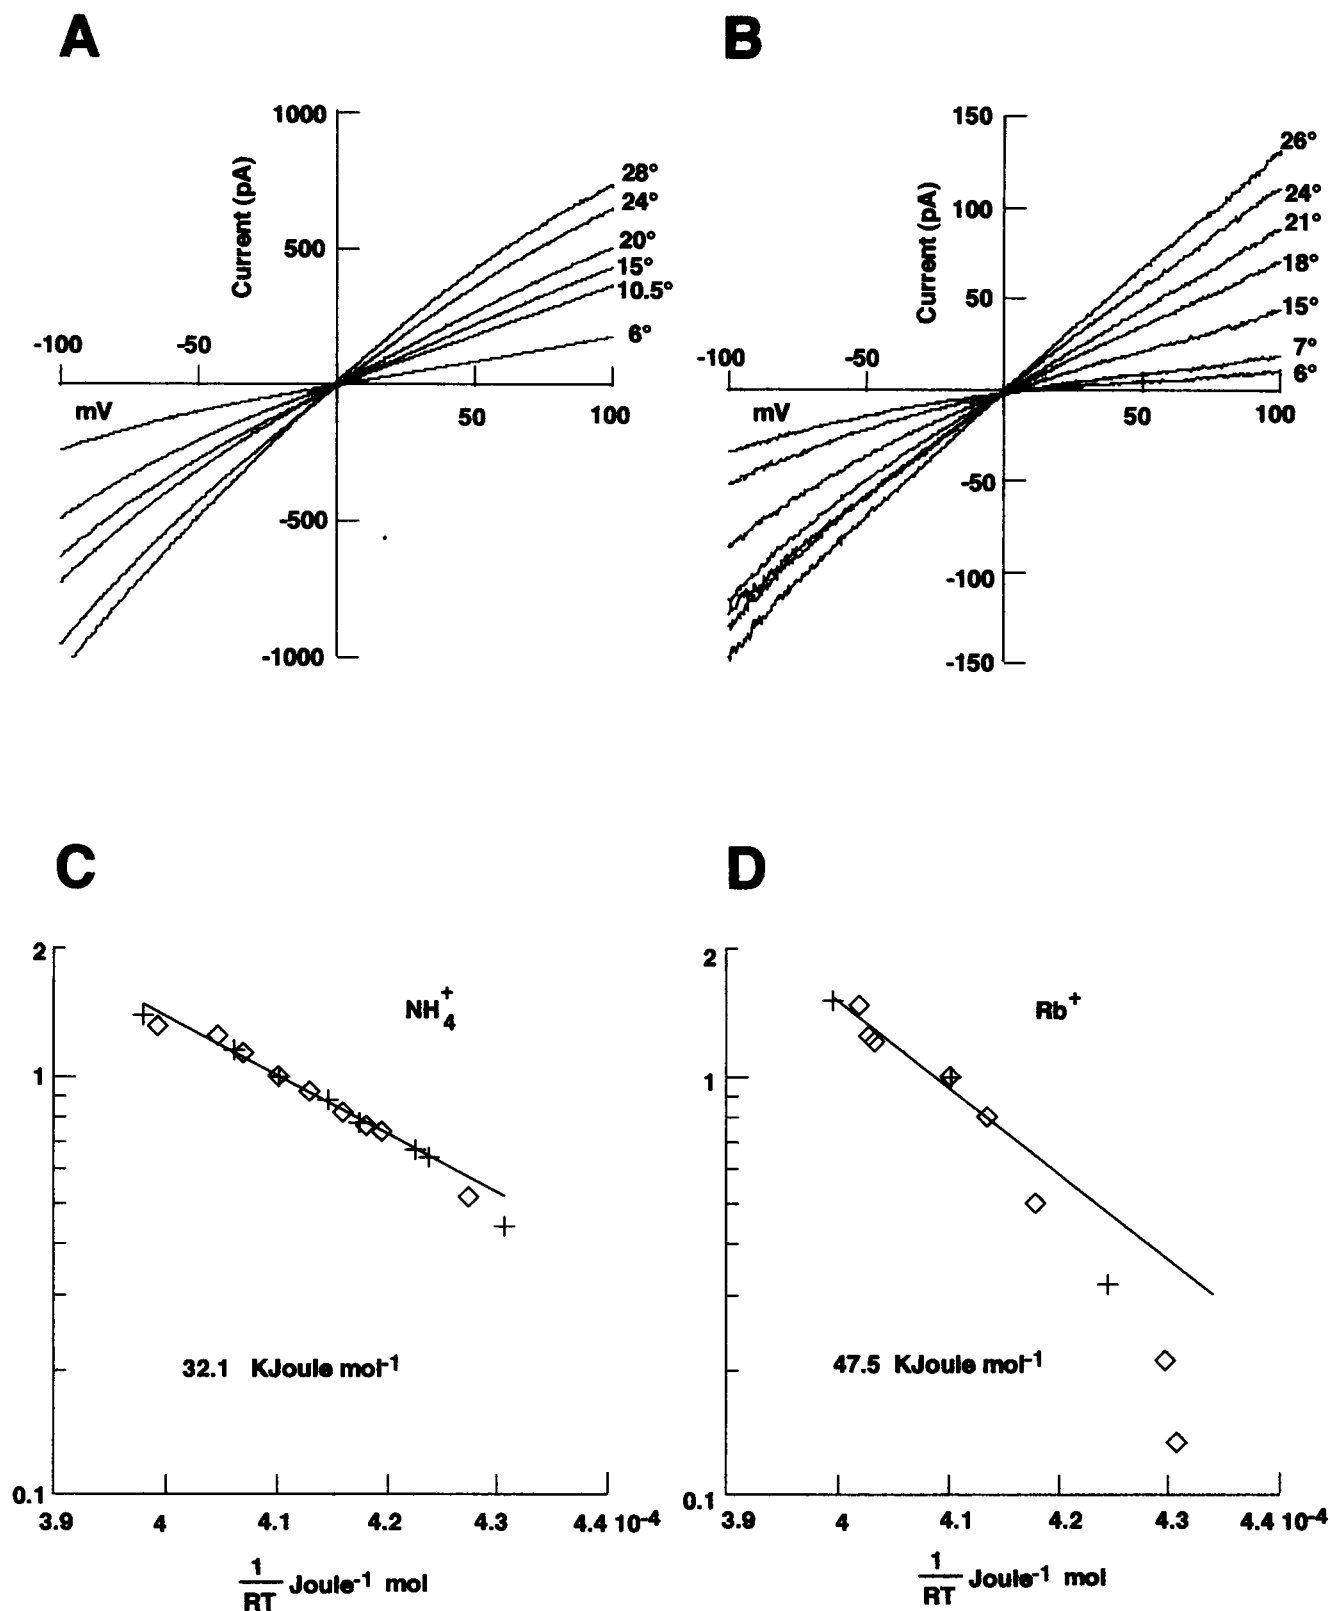 A
B
1000
500
-500
-1000
Current (pA)
-100
-50
mV
50
100
28°
24°
20°
15°
10.5°
6°
150
100
50
-50
-100
-150
Current (pA)
-100
-50
mV
50
100
26°
24°
21°
18°
15°
7°
6°
C
D
2
1
0.1
NH4+
32.1 KJoule mol-1
3.9 4 4.1 4.2 4.3 4.4 10-4
1
RT
Joule-1 mol
2
1
0.1
Rb+
47.5 KJoule mol-1
3.9 4 4.1 4.2 4.3 4.4 10-4
1
RT
Joule-1 mol